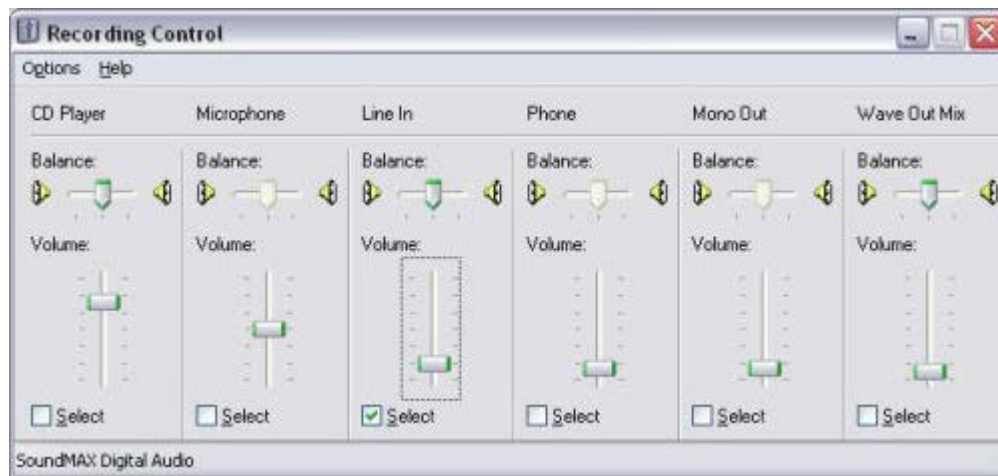 Recording Control
Options Help
CD Player Microphone Line In Phone Mono Out Wave Out Mix
Balance: Balance: Balance: Balance: Balance: Balance:
Volume: Volume: Volume: Volume: Volume: Volume:
Select Select Select Select Select Select
SoundMAX Digital Audio